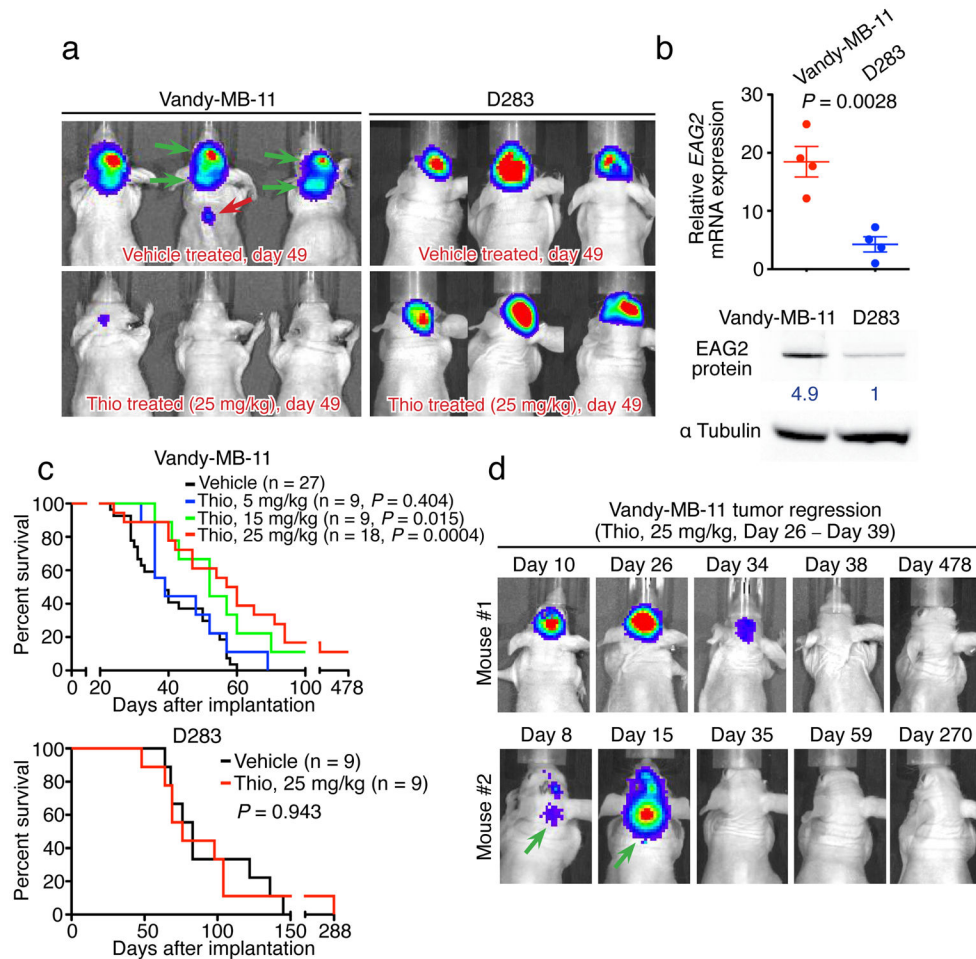 a
Vandy-MB-11
D283
Vehicle treated, day 49
Vehicle treated, day 49
Thio treated (25 mg/kg), day 49
Thio treated (25 mg/kg), day 49
b
Vandy-MB-11
D283
P = 0.0028
Relative EAG2
mRNA expression
30
20
10
0
Vandy-MB-11 D283
EAG2
protein
4.9 1
α Tubulin
c
Vandy-MB-11
Vehicle (n = 27)
Thio, 5 mg/kg (n = 9, P = 0.404)
Thio, 15 mg/kg (n = 9, P = 0.015)
Thio, 25 mg/kg (n = 18, P = 0.0004)
Percent survival
100
80
60
40
20
0
0 20 40 60 100 478
Days after implantation
D283
Vehicle (n = 9)
Thio, 25 mg/kg (n = 9)
P = 0.943
Percent survival
100
80
60
40
20
0
0 50 100 150 288
Days after implantation
d
Vandy-MB-11 tumor regression
(Thio, 25 mg/kg, Day 26 – Day 39)
Day 10 Day 26 Day 34 Day 38 Day 478
Mouse #1
Day 8 Day 15 Day 35 Day 59 Day 270
Mouse #2